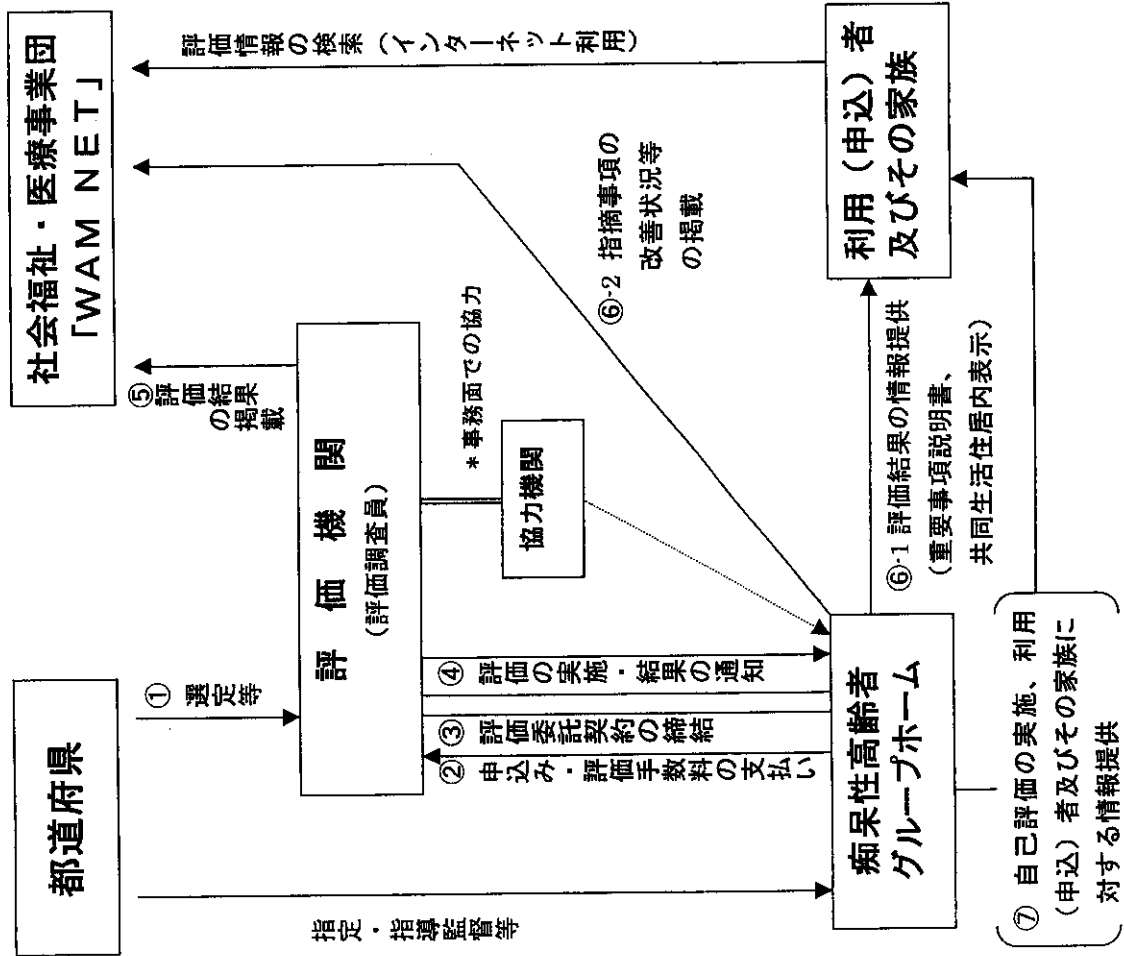 都道府県
社会福祉・医療事業団
「WAM NET」
① 選定等
⑤評価結果
の掲
載
評価機関
(評価調査員)
評価情報の検索（インターネット利用）
＊事務面での協力
協力機関
⑥-2 指摘事項の
改善状況等
の掲載
指定・指導監督等
② 申込み・評価手数料の支払い
③ 評価委託契約の締結
④ 評価の実施・結果の通知
痴呆性高齢者
グループホーム
⑥-1 評価結果の情報提供
（重要事項説明書、
共同生活住居内表示）
利用（申込）者
及びその家族
⑦ 自己評価の実施、利用
(申込）者及びその家族に
対する情報提供